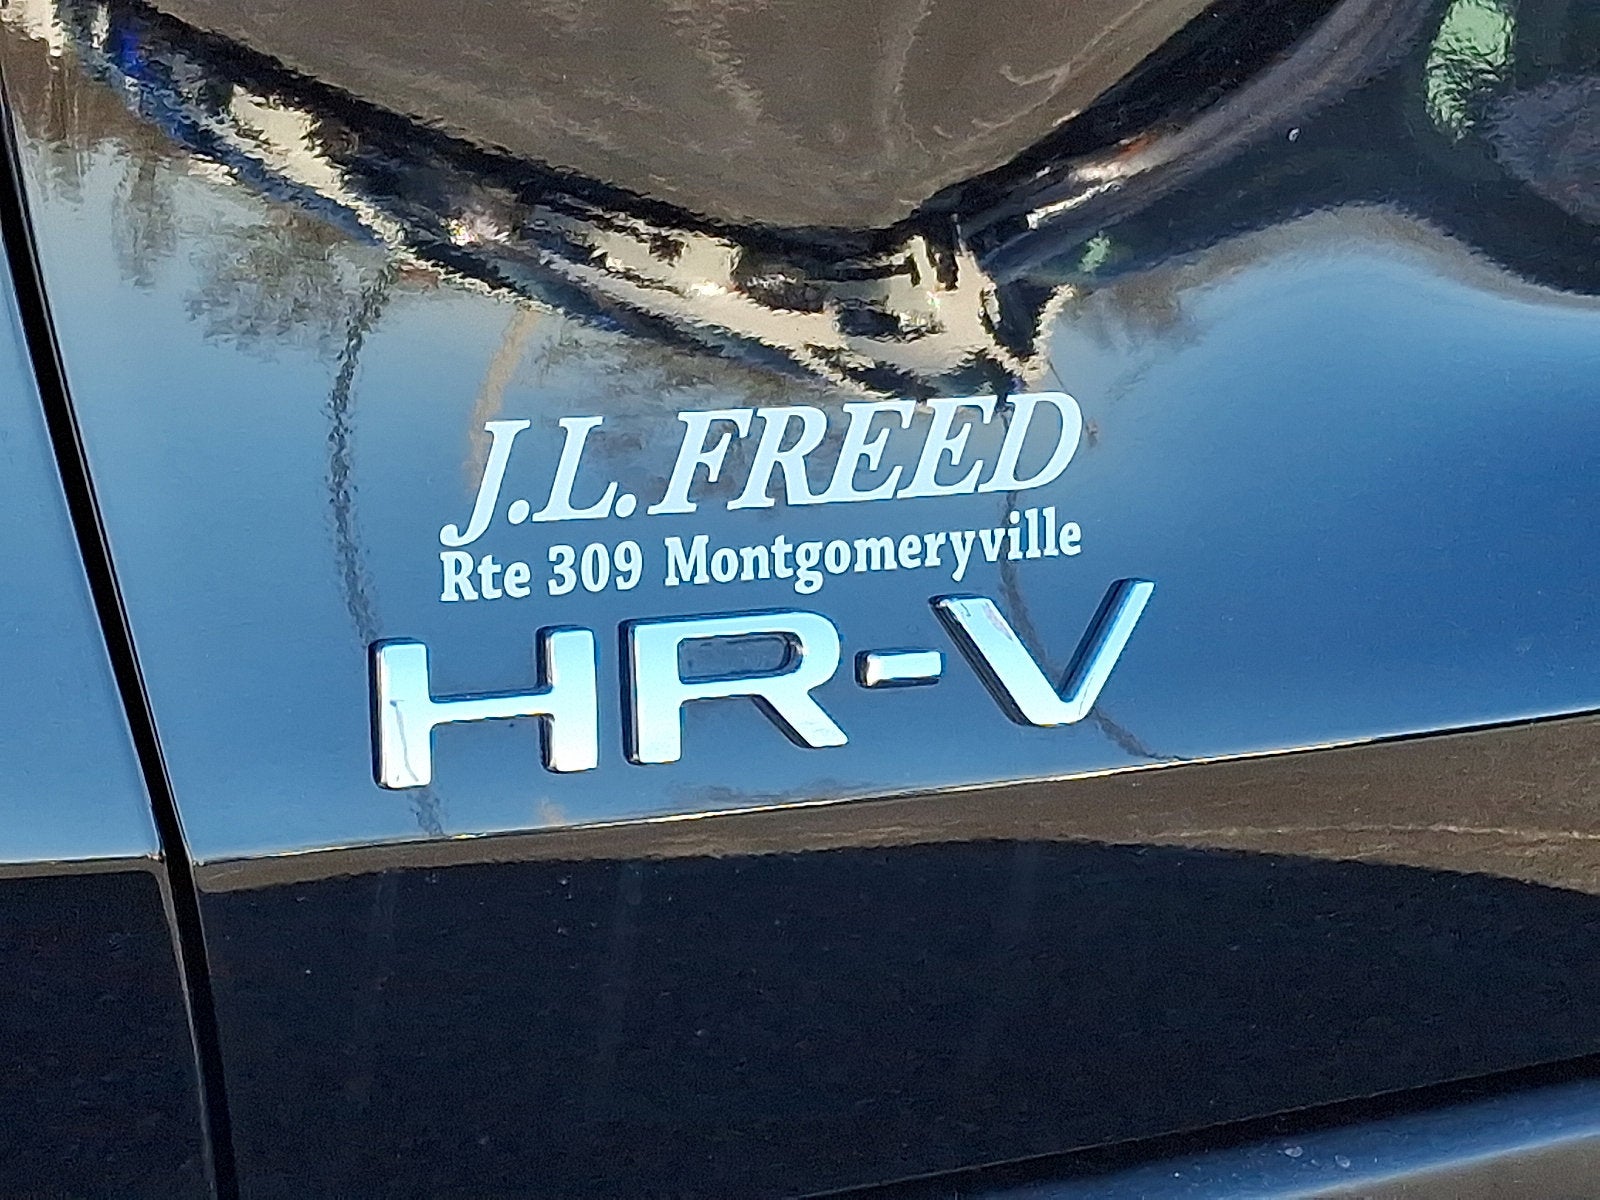 J.L. FREED
Rte 309 Montgomeryville
HR-V